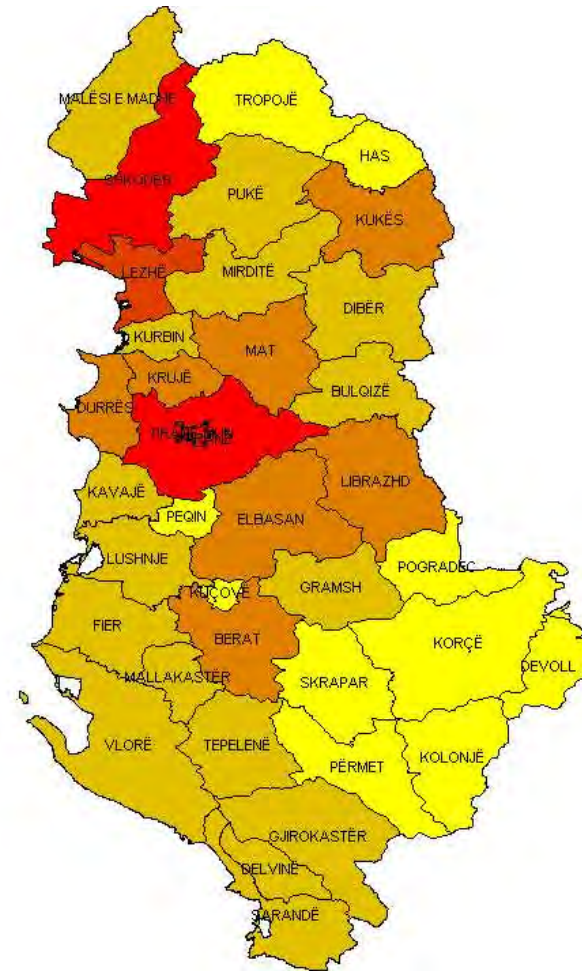 MALËSI E MADHE
TROPOJË
HAS
SHKODËR
PUKË
KUKËS
LEZHË
MIRDITË
DIBËR
KURBIN
MAT
KRUJË
BULQIZË
DURRËS
LIBRAZHD
KAVAJË
PEQIN
ELBASAN
LUSHNJE
POGRADEC
GRAMSH
KUÇOVË
FIER
BERAT
KORÇË
DEVOLL
MALLAKASTËR
SKRAPAR
VLORË
TEPELENË
PËRMET
KOLONJË
GJIROKASTËR
DELVINË
SARANDË